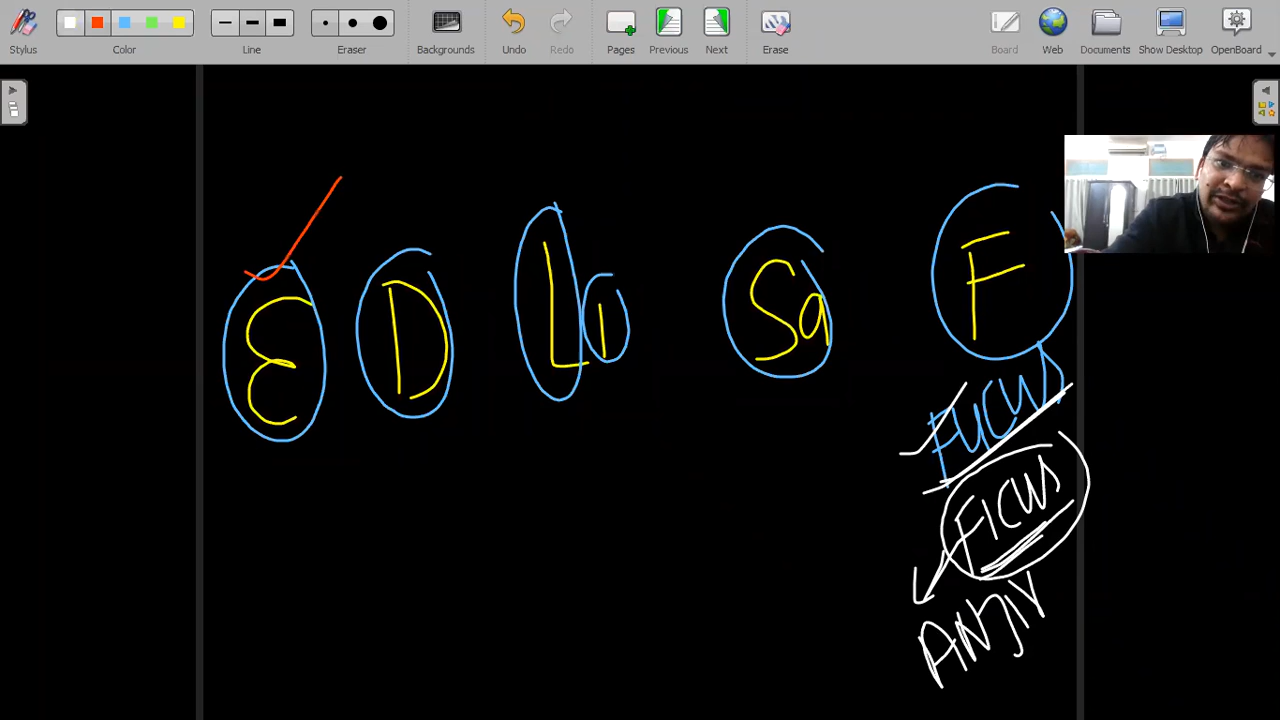 Stylus
Color
Line
Eraser
Backgrounds
Undo
Redo
Pages
Previous
Next
Erase
Board
Web
Documents
Show Desktop
OpenBoard
E D L1 Sa F
FUCUS
FICUS